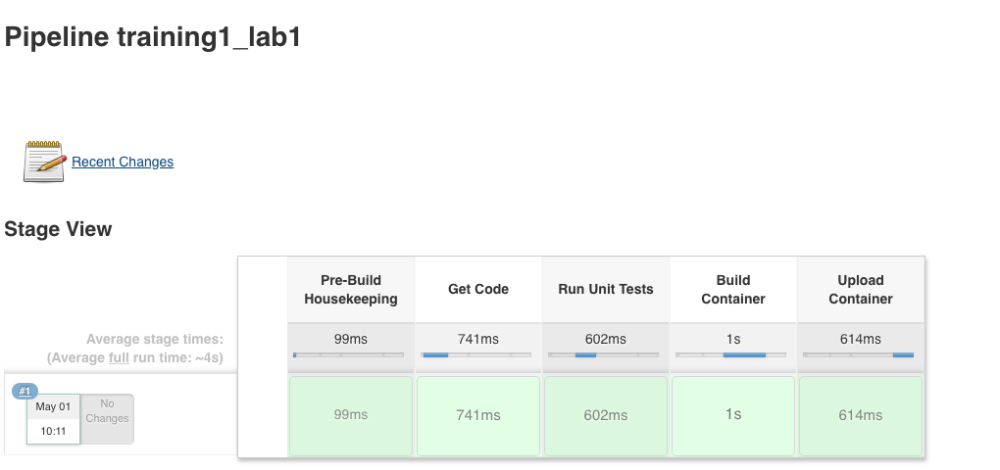 Pipeline training1_lab1
Recent Changes
Stage View
Pre-Build
Housekeeping
Get Code
Run Unit Tests
Build
Container
Upload
Container
Average stage times:
(Average full run time: ~4s)
99ms
741ms
602ms
1s
614ms
#1
May 01
10:11
No
Changes
99ms
741ms
602ms
1s
614ms